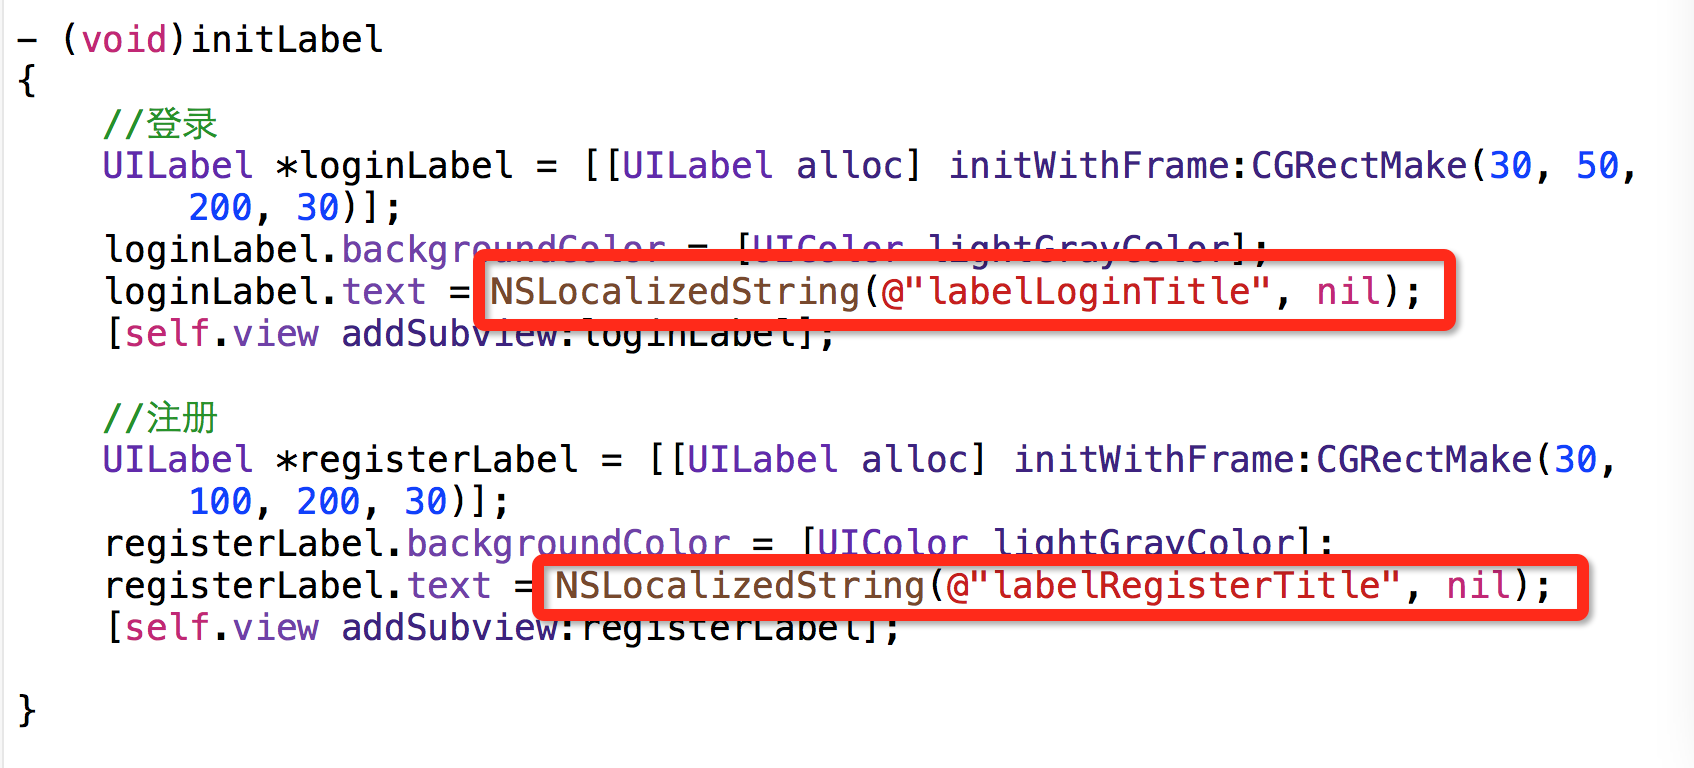 - (void)initLabel
{
//登录
UILabel *loginLabel = [[UILabel alloc] initWithFrame:CGRectMake(30, 50,
200, 30)];
loginLabel.backgroundColor = [UIColor lightGrayColor];
loginLabel.text = NSLocalizedString(@"labelLoginTitle", nil);
[self.view addSubview:loginLabel];
//注册
UILabel *registerLabel = [[UILabel alloc] initWithFrame:CGRectMake(30,
100, 200, 30)];
registerLabel.backgroundColor = [UIColor lightGrayColor];
registerLabel.text = NSLocalizedString(@"labelRegisterTitle", nil);
[self.view addSubview:registerLabel];
}